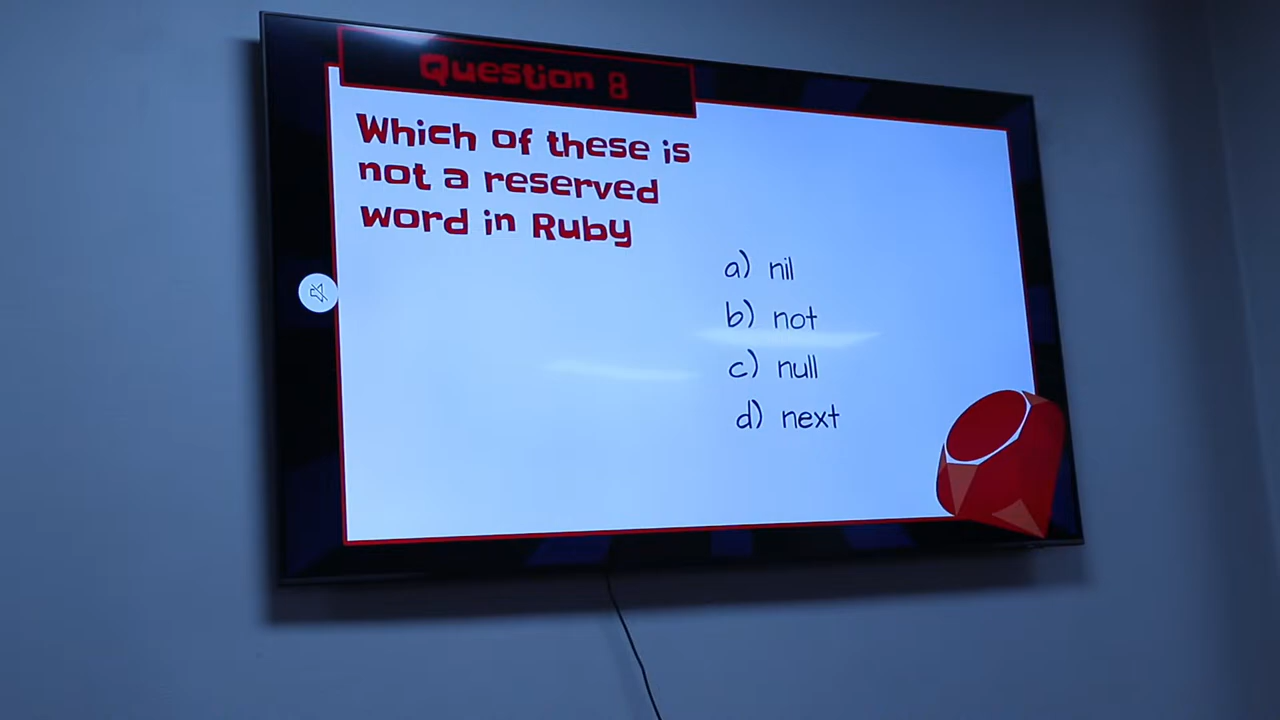 Question 8
Which of these is
not a reserved
word in Ruby
a) nil
b) not
c) null
d) next